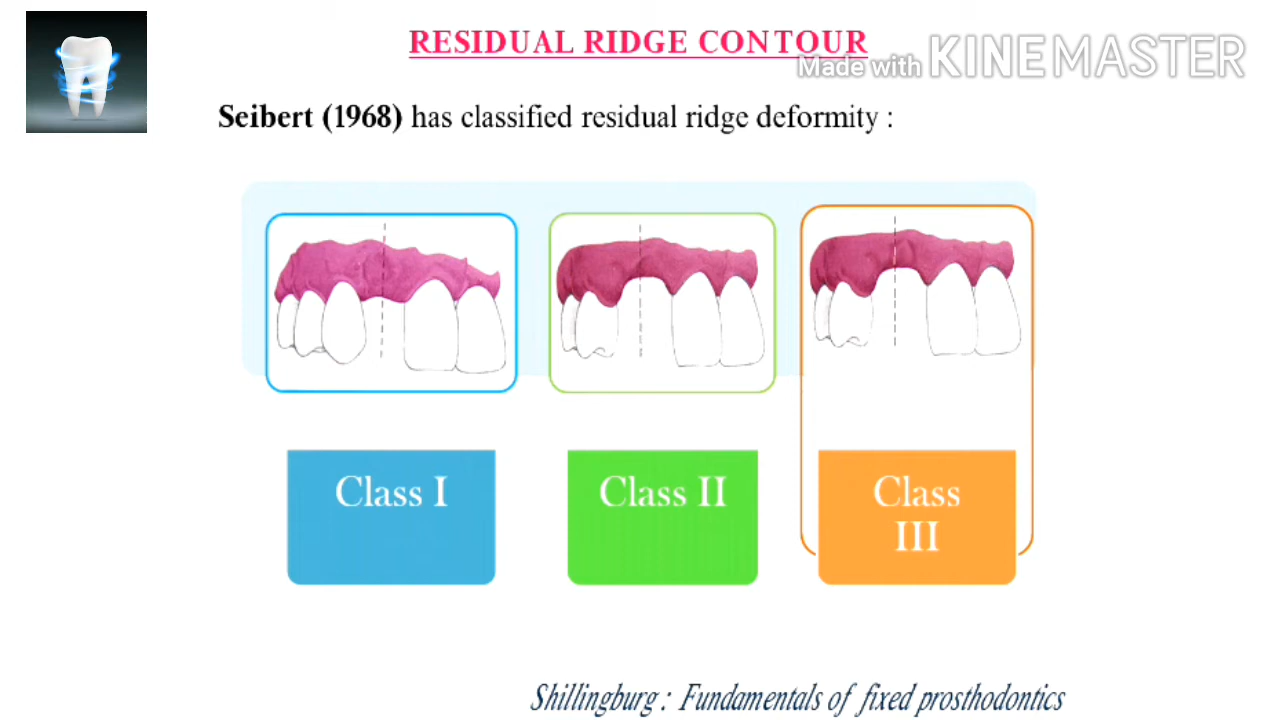 RESIDUAL RIDGE CONTOUR
Made with KINEMASTER
Seibert (1968) has classified residual ridge deformity :
Class I
Class II
Class
III
Shillingburg : Fundamentals of fixed prosthodontics